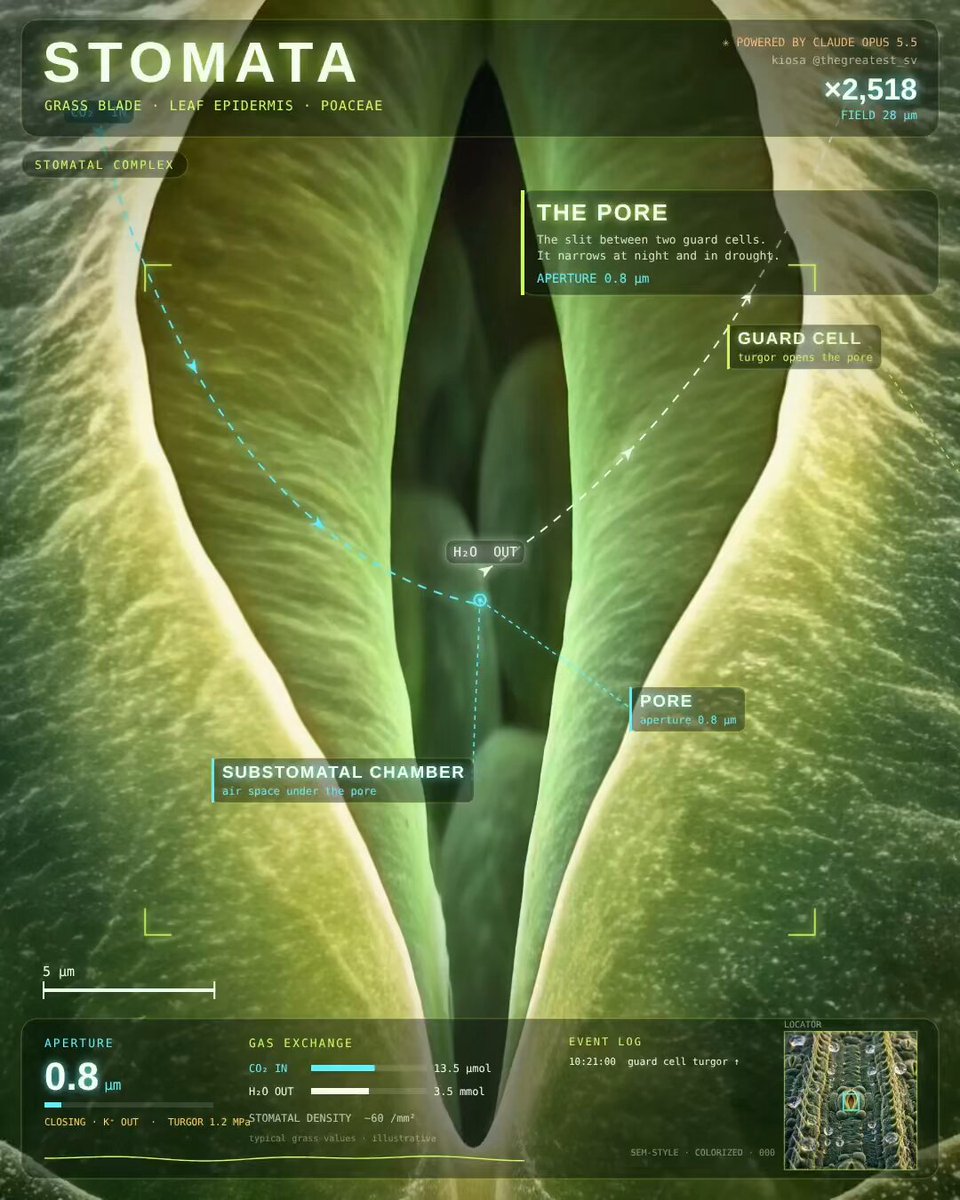 STOMATA
GRASS BLADE · LEAF EPIDERMIS · POACEAE
CO₂ IN
✳ POWERED BY CLAUDE OPUS 5.5
kiosa @thegreatest_sv
×2,518
FIELD 28 µm
STOMATAL COMPLEX
THE PORE
The slit between two guard cells.
It narrows at night and in drought.
APERTURE 0.8 µm
GUARD CELL
turgor opens the pore
H₂O OUT
PORE
aperture 0.8 µm
SUBSTOMATAL CHAMBER
air space under the pore
5 µm
APERTURE
0.8 µm
CLOSING · K⁺ OUT · TURGOR 1.2 MPa
GAS EXCHANGE
CO₂ IN 13.5 µmol
H₂O OUT 3.5 mmol
STOMATAL DENSITY ~60 /mm²
typical grass values · illustrative
EVENT LOG
10:21:00 guard cell turgor ↑
SEM-STYLE · COLORIZED · 000
LOCATOR